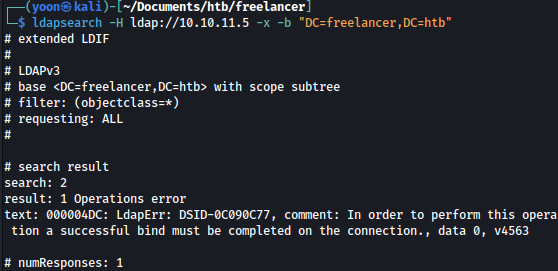 ┌──(yoon㉿kali)-[~/Documents/htb/freelancer]
└─$ ldapsearch -H ldap://10.10.11.5 -x -b "DC=freelancer,DC=htb"
# extended LDIF
#
# LDAPv3
# base <DC=freelancer,DC=htb> with scope subtree
# filter: (objectclass=*)
# requesting: ALL
#
# search result
search: 2
result: 1 Operations error
text: 000004DC: LdapErr: DSID-0C090C77, comment: In order to perform this opera
 tion a successful bind must be completed on the connection., data 0, v4563
# numResponses: 1